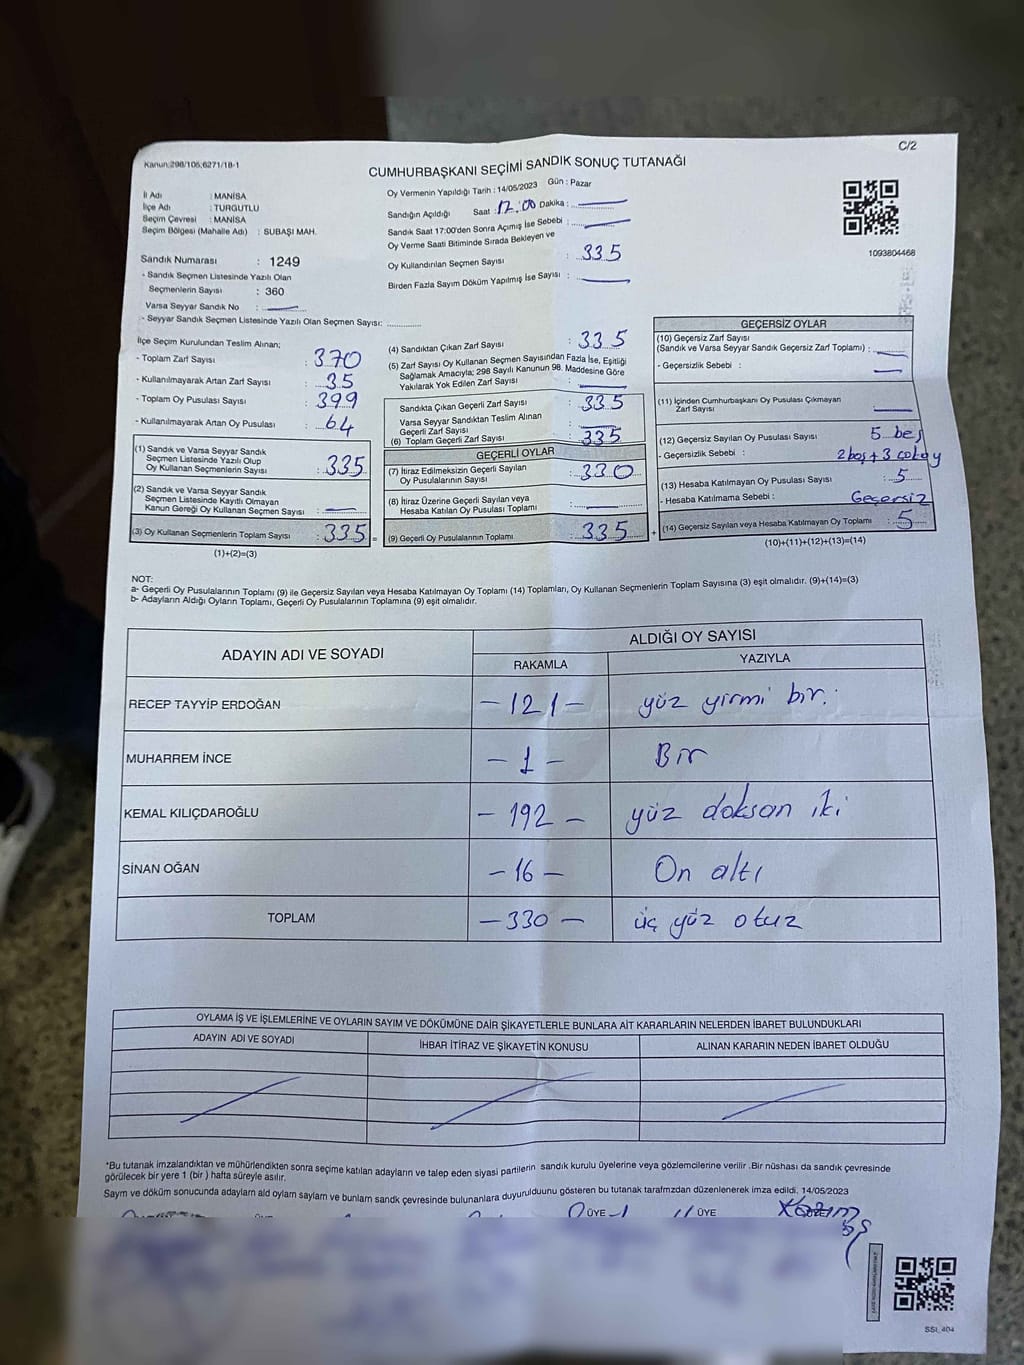 Kanun;298/105;6271/18-1
C/2
CUMHURBAŞKANI SEÇİMİ SANDIK SONUÇ TUTANAĞI
İl Adı : MANİSA
İlçe Adı : TURGUTLU
Seçim Çevresi : MANİSA
Seçim Bölgesi (Mahalle Adı) : SUBAŞI MAH.
Sandık Numarası : 1249
- Sandık Seçmen Listesinde Yazılı Olan
Seçmenlerin Sayısı : 360
Varsa Seyyar Sandık No :
- Seyyar Sandık Seçmen Listesinde Yazılı Olan Seçmen Sayısı:
Oy Vermenin Yapıldığı Tarih : 14/05/2023 Gün : Pazar
Sandığın Açıldığı Saat : 17:00 Dakika :
Sandık Saat 17:00'den Sonra Açımış İse Sebebi :
Oy Verme Saati Bitiminde Sırada Bekleyen ve
Oy Kullandırılan Seçmen Sayısı : 335
Birden Fazla Sayım Döküm Yapılmış İse Sayısı :
1093804468
İlçe Seçim Kurulundan Teslim Alınan;
- Toplam Zarf Sayısı : 370
- Kullanılmayarak Artan Zarf Sayısı : 35
- Toplam Oy Pusulası Sayısı : 399
- Kullanılmayarak Artan Oy Pusulası : 64
(1) Sandık ve Varsa Seyyar Sandık
Seçmen Listesinde Yazılı Olup
Oy Kullanan Seçmenlerin Sayısı : 335
(2) Sandık ve Varsa Seyyar Sandık
Seçmen Listesinde Kayıtlı Olmayan
Kanun Gereği Oy Kullanan Seçmen Sayısı :
(3) Oy Kullanan Seçmenlerin Toplam Sayısı : 335 =
(1)+(2)=(3)
(4) Sandıktan Çıkan Zarf Sayısı : 335
(5) Zarf Sayısı Oy Kullanan Seçmen Sayısından Fazla İse, Eşitliği
Sağlamak Amacıyla; 298 Sayılı Kanunun 98. Maddesine Göre
Yakılarak Yok Edilen Zarf Sayısı :
Sandıkta Çıkan Geçerli Zarf Sayısı : 335
Varsa Seyyar Sandıktan Teslim Alınan
Geçerli Zarf Sayısı :
(6) Toplam Geçerli Zarf Sayısı : 335
GEÇERLİ OYLAR
(7) İtiraz Edilmeksizin Geçerli Sayılan
Oy Pusulalarının Sayısı : 330
(8) İtiraz Üzerine Geçerli Sayılan veya
Hesaba Katılan Oy Pusulası Toplamı :
(9) Geçerli Oy Pusulalarının Toplamı : 335 +
GEÇERSİZ OYLAR
(10) Geçersiz Zarf Sayısı
(Sandık ve Varsa Seyyar Sandık Geçersiz Zarf Toplamı) :
- Geçersizlik Sebebi :
(11) İçinden Cumhurbaşkanı Oy Pusulası Çıkmayan
Zarf Sayısı
(12) Geçersiz Sayılan Oy Pusulası Sayısı 5 beş
- Geçersizlik Sebebi : 2 boş + 3
(13) Hesaba Katılmayan Oy Pusulası Sayısı : 5
- Hesaba Katılmama Sebebi : Geçersiz
(14) Geçersiz Sayılan veya Hesaba Katılmayan Oy Toplamı : 5
(10)+(11)+(12)+(13)=(14)
NOT:
a- Geçerli Oy Pusulalarının Toplamı (9) ile Geçersiz Sayılan veya Hesaba Katılmayan Oy Toplamı (14) Toplamları, Oy Kullanan Seçmenlerin Toplam Sayısına (3) eşit olmalıdır. (9)+(14)=(3)
b- Adayların Aldığı Oyların Toplamı, Geçerli Oy Pusulalarının Toplamına (9) eşit olmalıdır.
ADAYIN ADI VE SOYADI
ALDIĞI OY SAYISI
RAKAMLA YAZIYLA
RECEP TAYYİP ERDOĞAN - 121 - yüz yirmi bir.
MUHARREM İNCE - 1 - Bir
KEMAL KILIÇDAROĞLU - 192 - yüz doksan iki
SİNAN OĞAN - 16 - On altı
TOPLAM - 330 - üç yüz otuz
OYLAMA İŞ VE İŞLEMLERİNE VE OYLARIN SAYIM VE DÖKÜMÜNE DAİR ŞİKAYETLERLE BUNLARA AİT KARARLARIN NELERDEN İBARET BULUNDUKLARI
ADAYIN ADI VE SOYADI İHBAR İTİRAZ VE ŞİKAYETİN KONUSU ALINAN KARARIN NEDEN İBARET OLDUĞU
*Bu tutanak imzalandıktan ve mühürlendikten sonra seçime katılan adayların ve talep eden siyasi partilerin sandık kurulu üyelerine veya gözlemcilerine verilir .Bir nüshası da sandık çevresinde
görülecek bir yere 1 (bir ) hafta süreyle asılır.
Sayım ve döküm sonucunda adayların ald oylam saylam ve bunlam sandk çevresinde bulunanlara duyurulduunu gösteren bu tutanak tarafmzdan düzenlenerek imza edildi. 14/05/2023
ÜYE ÜYE
SSI_404